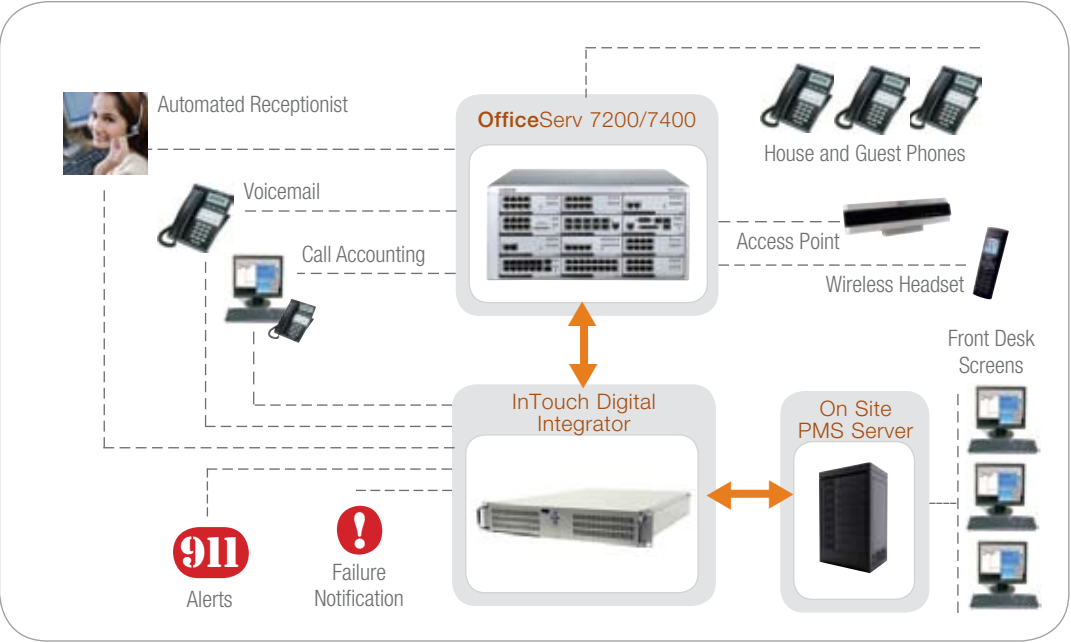 Automated Receptionist
OfficeServ 7200/7400
House and Guest Phones
Voicemail
Call Accounting
Access Point
Wireless Headset
Front Desk
Screens
InTouch Digital
Integrator
On Site
PMS Server
911
Alerts
!
Failure
Notification